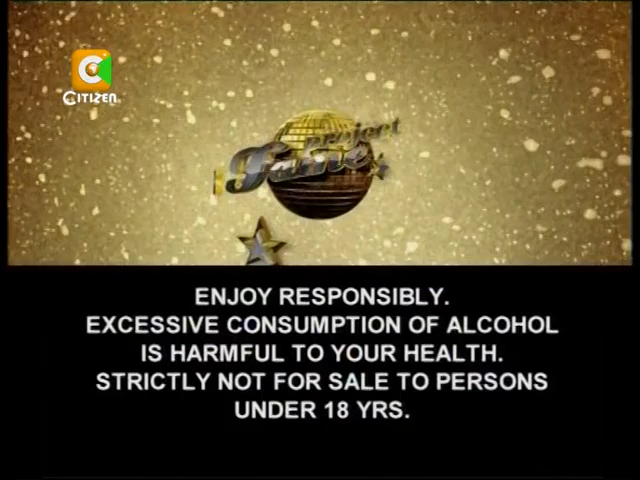 CITIZEN
project
Fame
ENJOY RESPONSIBLY.
EXCESSIVE CONSUMPTION OF ALCOHOL
IS HARMFUL TO YOUR HEALTH.
STRICTLY NOT FOR SALE TO PERSONS
UNDER 18 YRS.